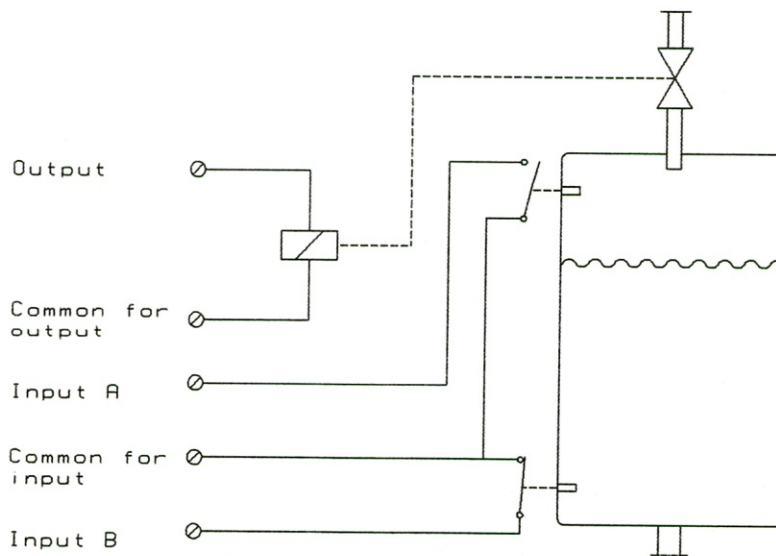 Output
Common for
output
Input A
Common for
input
Input B